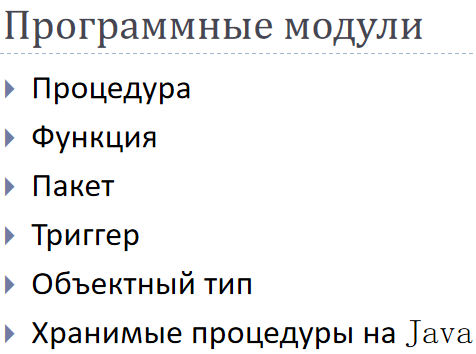 Программные модули
Процедура
Функция
Пакет
Триггер
Объектный тип
Хранимые процедуры на Java